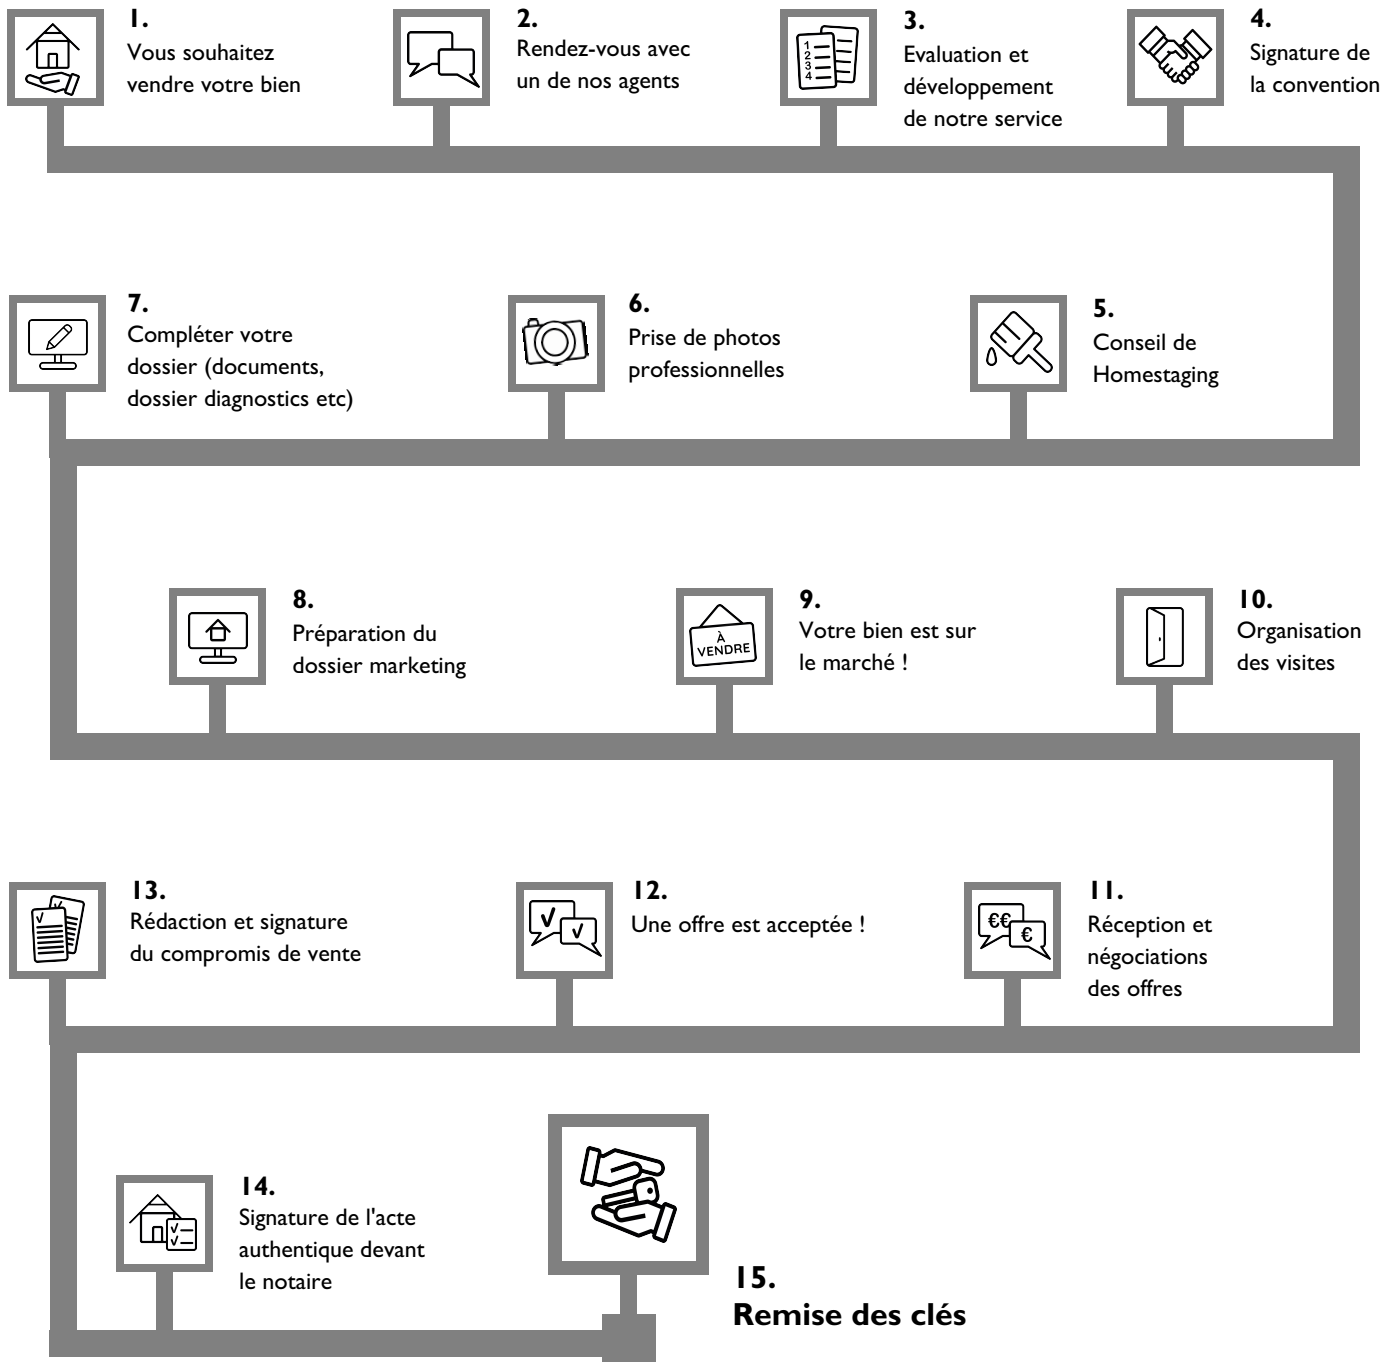 1.
Vous souhaitez
vendre votre bien
2.
Rendez-vous avec
un de nos agents
3.
Evaluation et
développement
de notre service
1
2
3
4
4.
Signature de
la convention
5.
Conseil de
Homestaging
6.
Prise de photos
professionnelles
7.
Compléter votre
dossier (documents,
dossier diagnostics etc)
8.
Préparation du
dossier marketing
À
VENDRE
9.
Votre bien est sur
le marché !
10.
Organisation
des visites
€€
€
11.
Réception et
négociations
des offres
12.
Une offre est acceptée !
13.
Rédaction et signature
du compromis de vente
14.
Signature de l'acte
authentique devant
le notaire
15.
Remise des clés